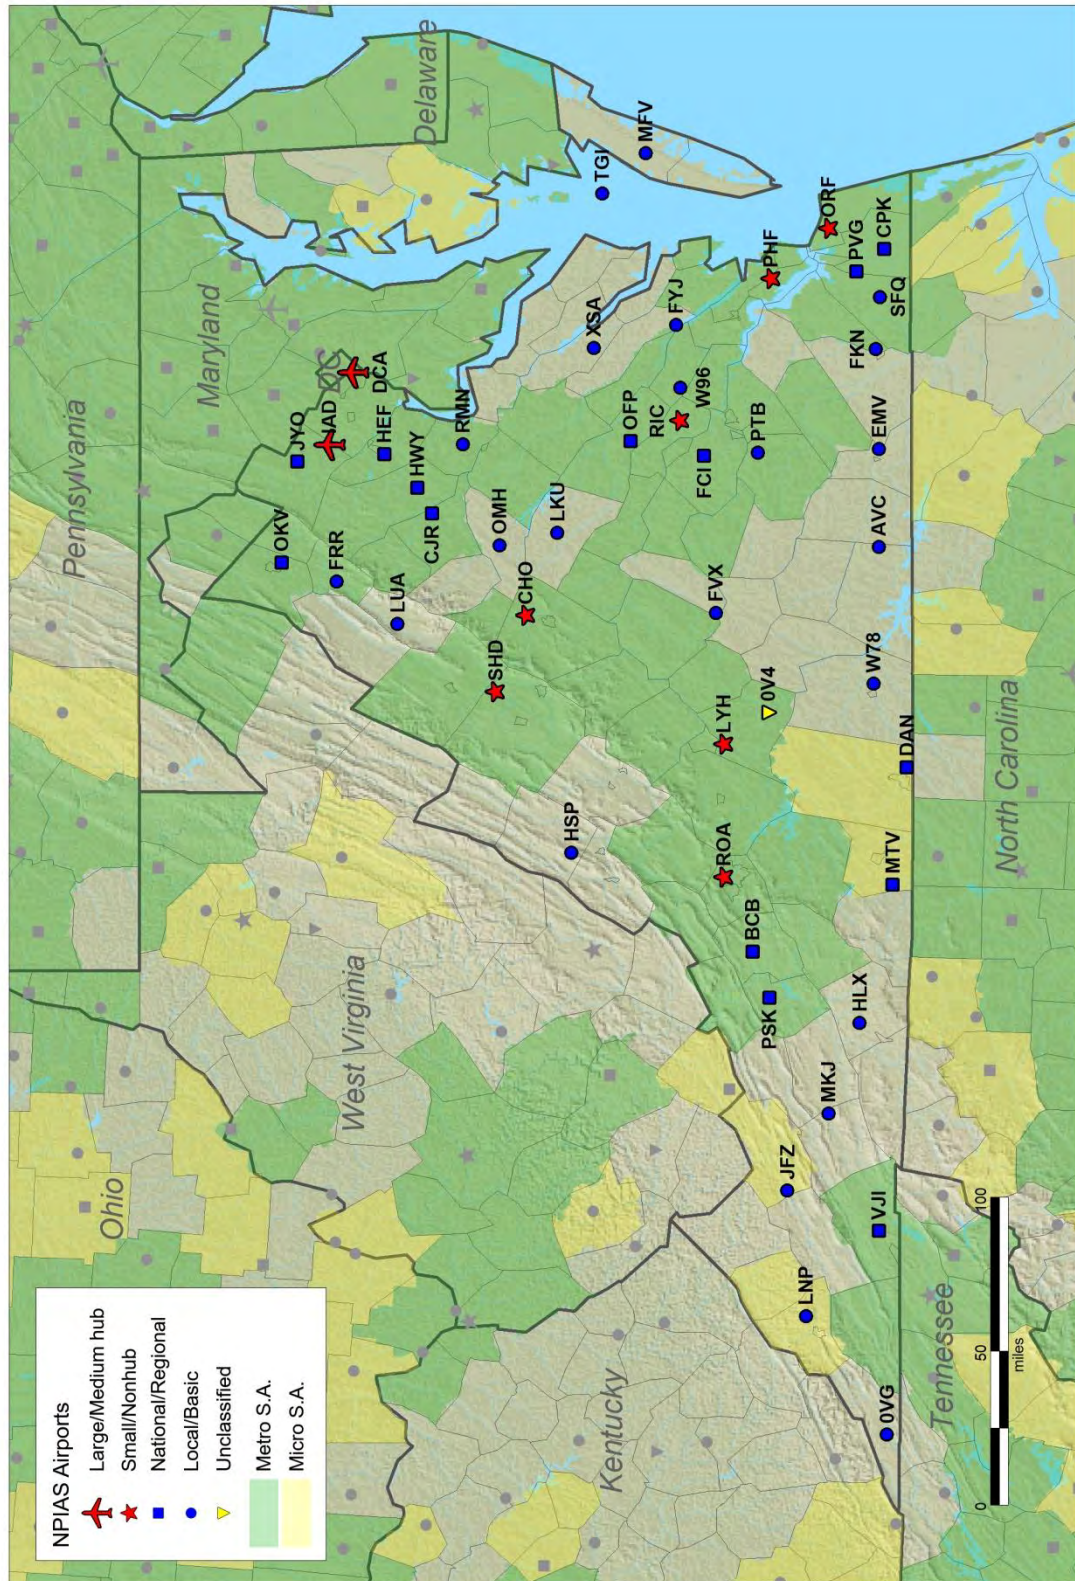 NPIAS Airports
Large/Medium hub
Small/Nonhub
National/Regional
Local/Basic
Unclassified
Metro S.A.
Micro S.A.
Pennsylvania
Ohio
Maryland
Delaware
West Virginia
DC
Kentucky
Tennessee
North Carolina
OKV
JYO
IAD
DCA
FRR
HEF
LUA
HWY
CJR
RMN
SHD
OMH
CHO
LKU
HSP
XSA
TGI
MFV
OFP
FYJ
RIC
W96
FCI
FVX
LYH
ROA
PTB
PHF
BCB
0V4
PSK
ORF
JFZ
LNP
MKJ
HLX
PVG
CPK
SFQ
FKN
EMV
AVC
W78
DAN
MTV
VJI
0VG
0
50
100
miles